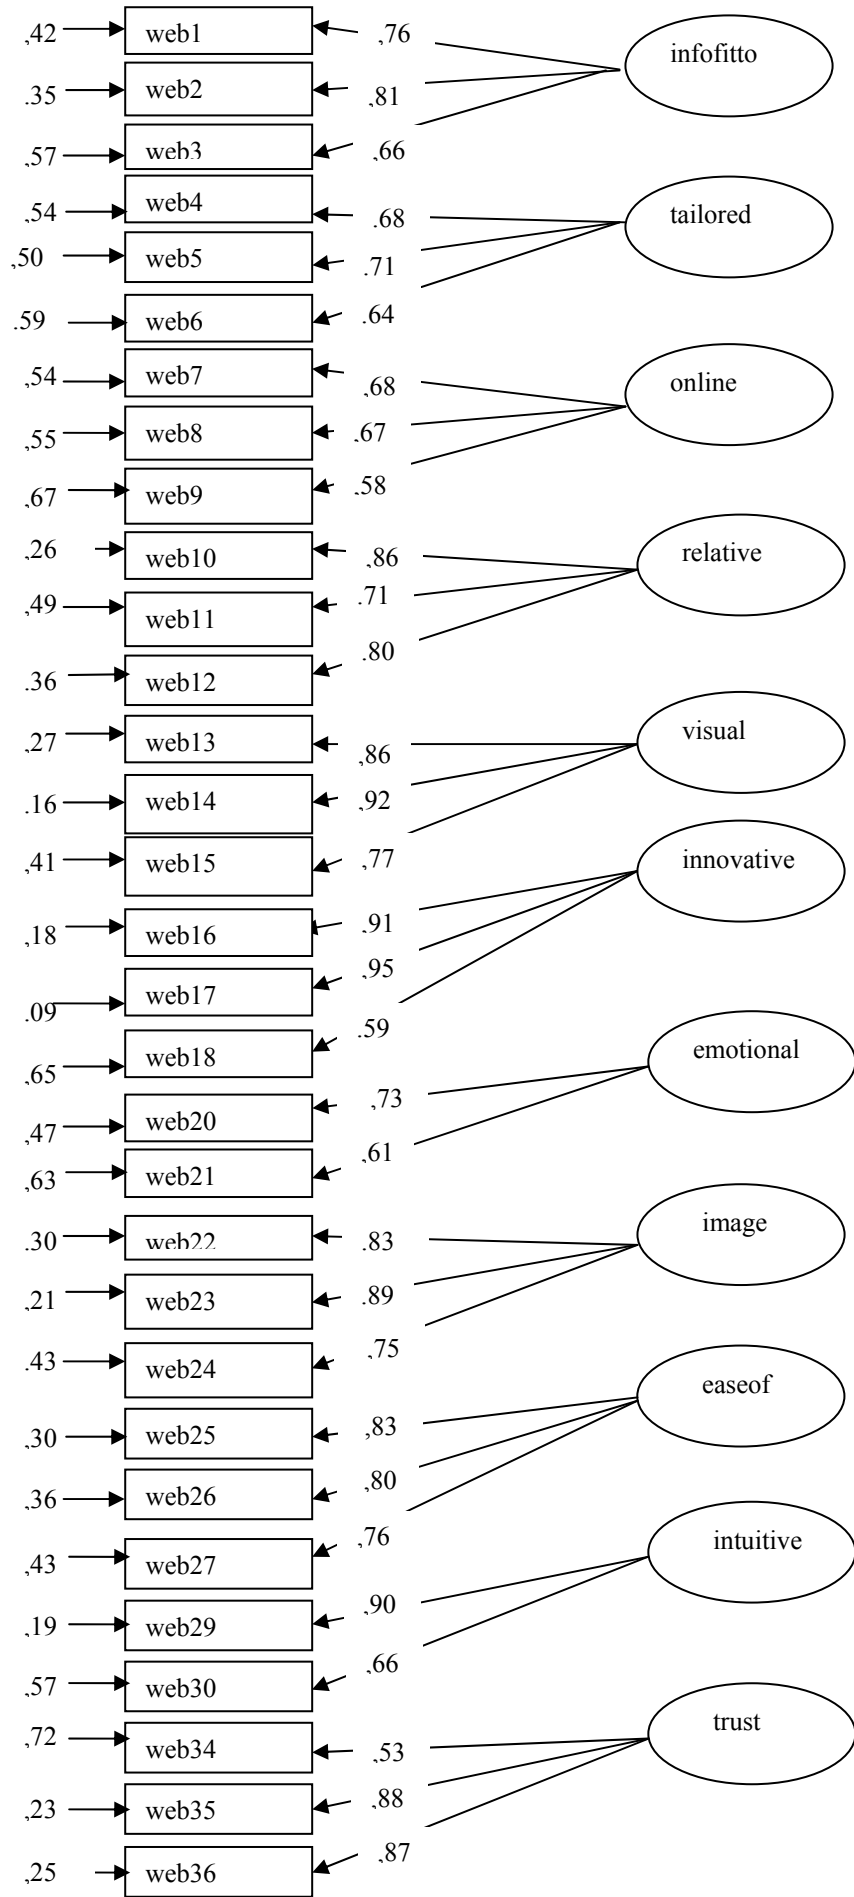 ,42 web1 ,76 infofitto
.35 web2 ,81
,57 web3 ,66
,54 web4 .68 tailored
,50 web5 .71
.59 web6 .64
,54 web7 ,68 online
,55 web8 ,67
,67 web9 ,58
,26 web10 ,86 relative
,49 web11 .71
.36 web12 .80
,27 web13 ,86 visual
.16 web14 ,92
,41 web15 ,77 innovative
,18 web16 ,91
.09 web17 ,95
,65 web18 .59
,47 web20 ,73 emotional
,63 web21 ,61
.30 web22 .83 image
,21 web23 .89
.43 web24 ,75
,30 web25 ,83 easeof
,36 web26 ,80
,43 web27 ,76 intuitive
,19 web29 ,90
,57 web30 ,66
,72 web34 ,53 trust
,23 web35 ,88
,25 web36 ,87